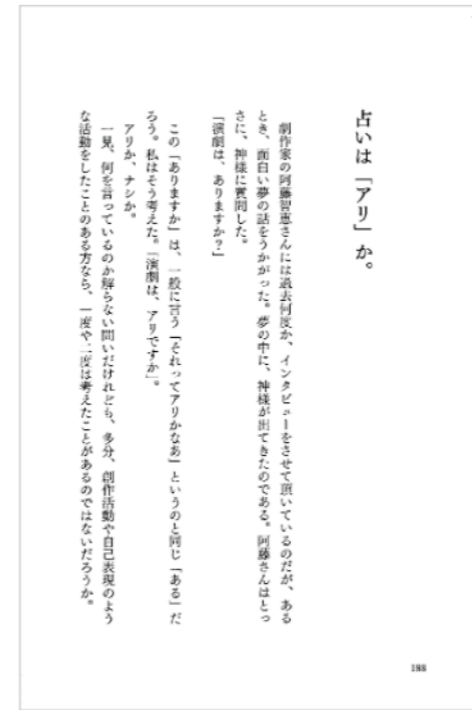 占いは「アリ」か。
劇作家の阿藤智恵さんには過去何度か、インタビューをさせて頂いているのだが、ある
とき、面白い夢の話をうかがった。夢の中に、神様が出てきたのである。阿藤さんはとっ
さに、神様に質問した。
「演劇は、ありますか?」
この「ありますか」は、一般に言う「それってアリかなあ」というのと同じ「ある」だ
ろう。私はそう考えた。「演劇は、アリですか」。
アリか、ナシか。
一見、何を言っているのか解らない問いだけれども、多分、創作活動や自己表現のよう
な活動をしたことのある方なら、一度や二度は考えたことがあるのではないだろうか。
188